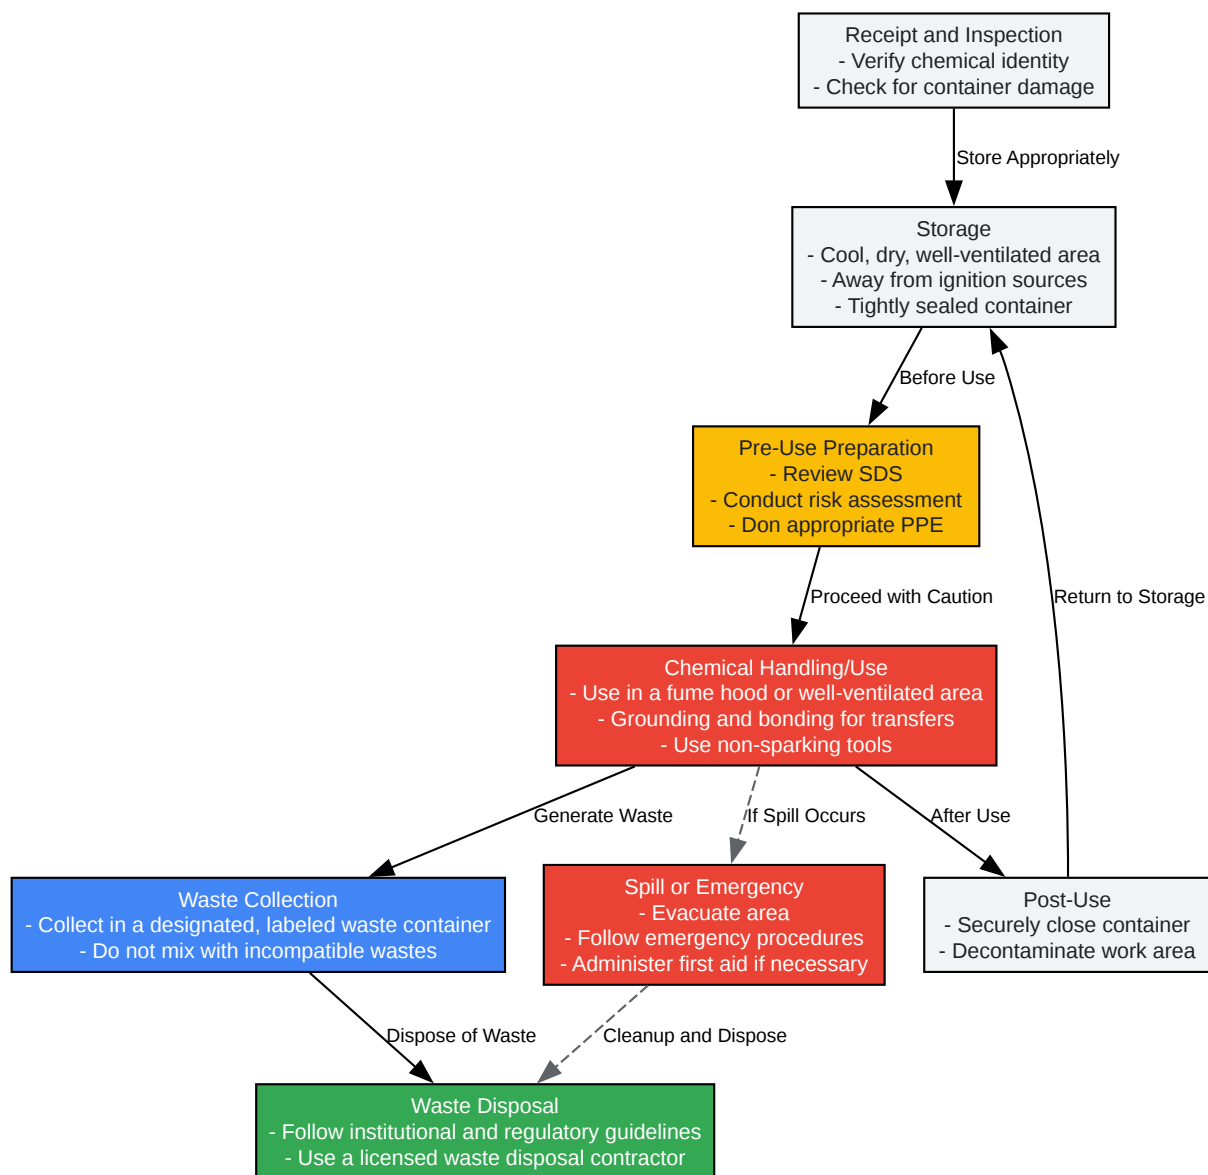 Receipt and Inspection
- Verify chemical identity
- Check for container damage
Store Appropriately
Storage
- Cool, dry, well-ventilated area
- Away from ignition sources
- Tightly sealed container
Before Use
Pre-Use Preparation
- Review SDS
- Conduct risk assessment
- Don appropriate PPE
Proceed with Caution
Return to Storage
Chemical Handling/Use
- Use in a fume hood or well-ventilated area
- Grounding and bonding for transfers
- Use non-sparking tools
Generate Waste
If Spill Occurs
After Use
Waste Collection
- Collect in a designated, labeled waste container
- Do not mix with incompatible wastes
Spill or Emergency
- Evacuate area
- Follow emergency procedures
- Administer first aid if necessary
Post-Use
- Securely close container
- Decontaminate work area
Dispose of Waste
Cleanup and Dispose
Waste Disposal
- Follow institutional and regulatory guidelines
- Use a licensed waste disposal contractor